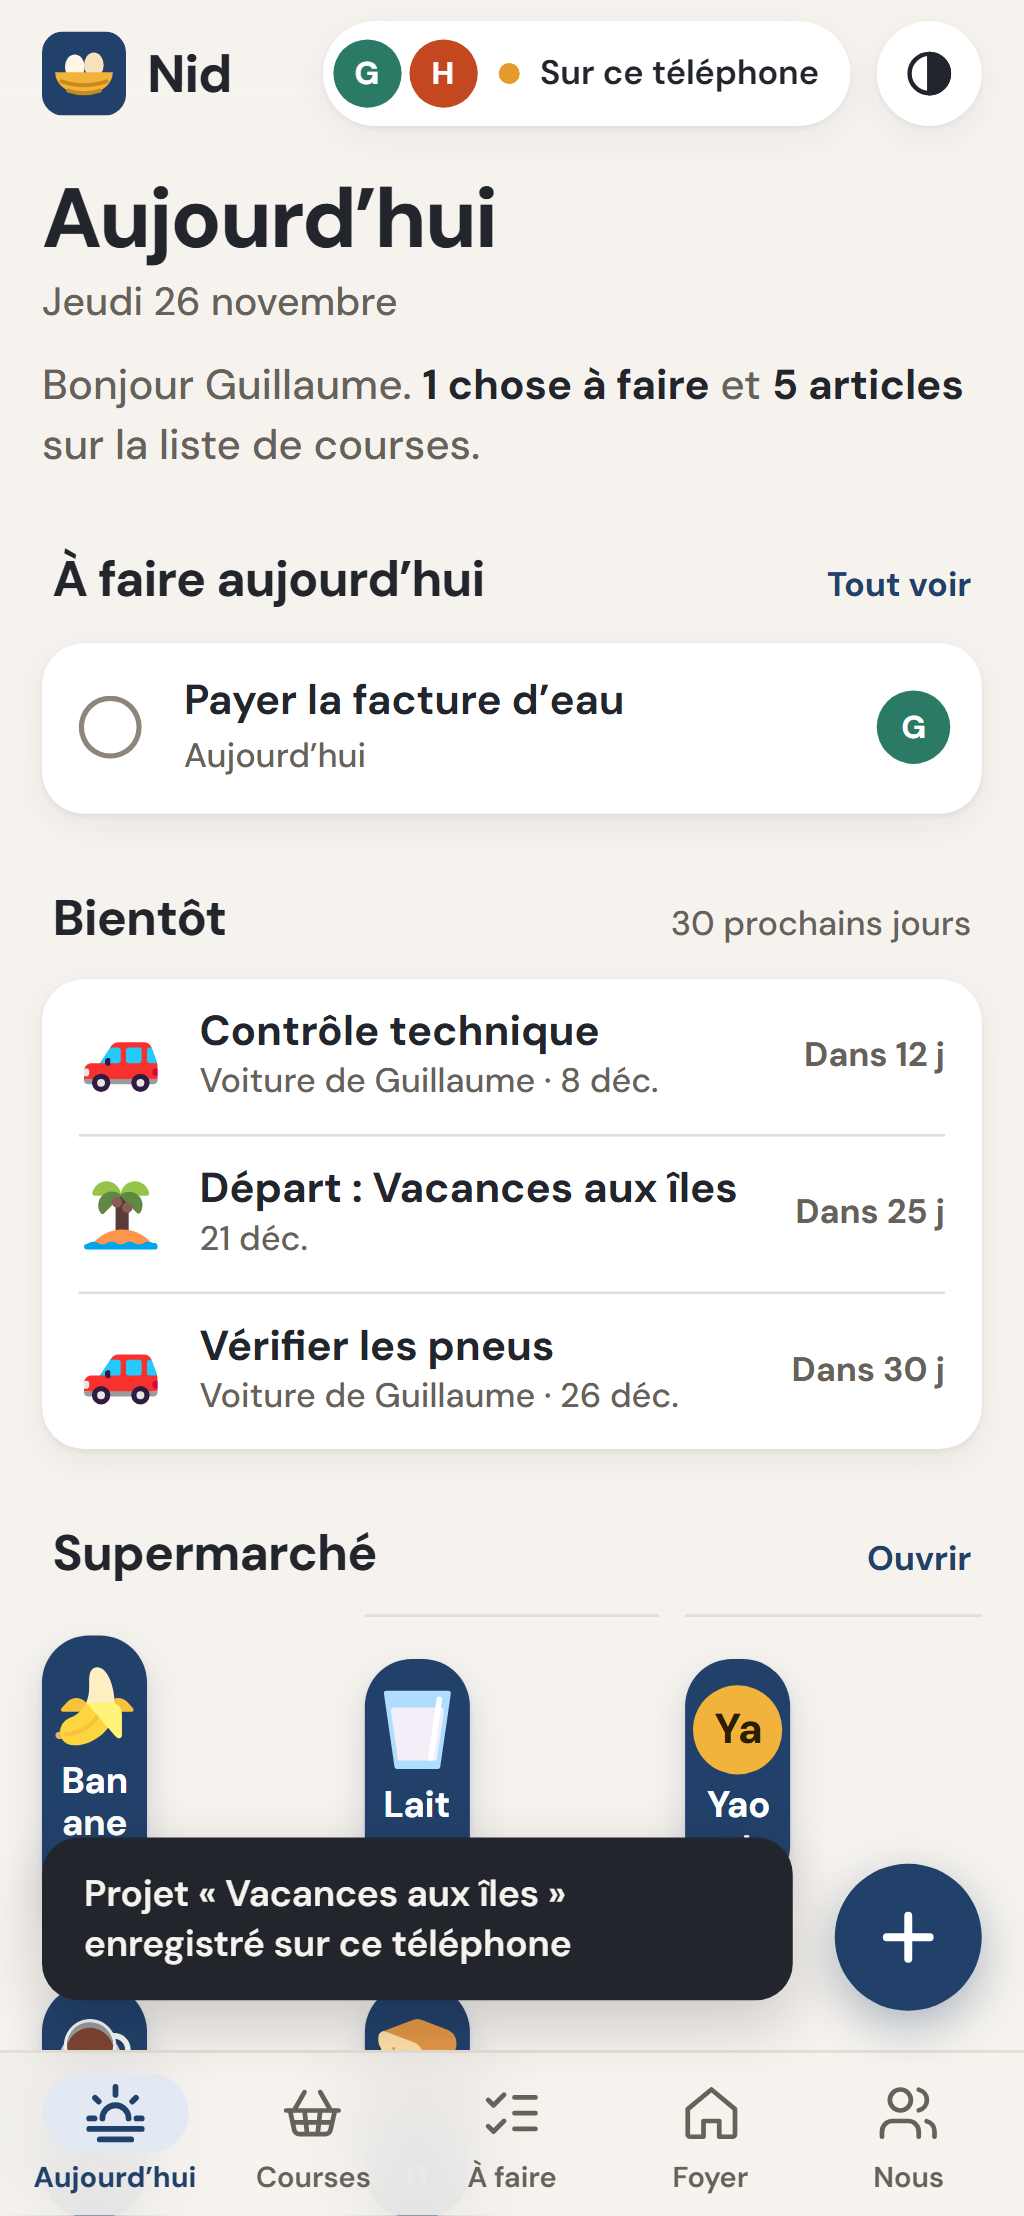 Nid
G H Sur ce téléphone
Aujourd’hui
Jeudi 26 novembre
Bonjour Guillaume. 1 chose à faire et 5 articles
sur la liste de courses.
À faire aujourd’hui
Tout voir
Payer la facture d’eau
Aujourd’hui
G
Bientôt
30 prochains jours
Contrôle technique
Voiture de Guillaume · 8 déc.
Dans 12 j
Départ : Vacances aux îles
21 déc.
Dans 25 j
Vérifier les pneus
Voiture de Guillaume · 26 déc.
Dans 30 j
Supermarché
Ouvrir
Ban
ane
Lait
Ya
Yao
Projet « Vacances aux îles »
enregistré sur ce téléphone
Aujourd’hui
Courses
À faire
Foyer
Nous